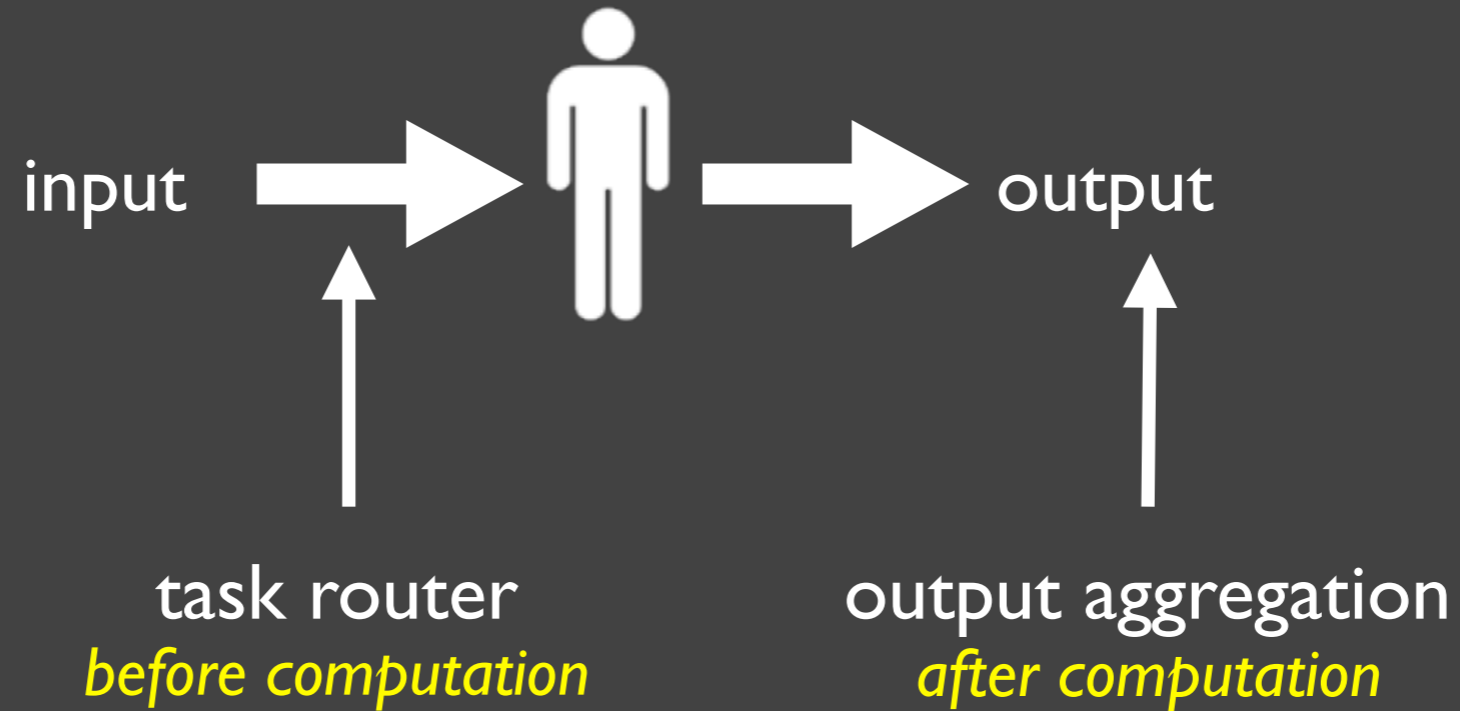 input
output
task router
before computation
output aggregation
after computation